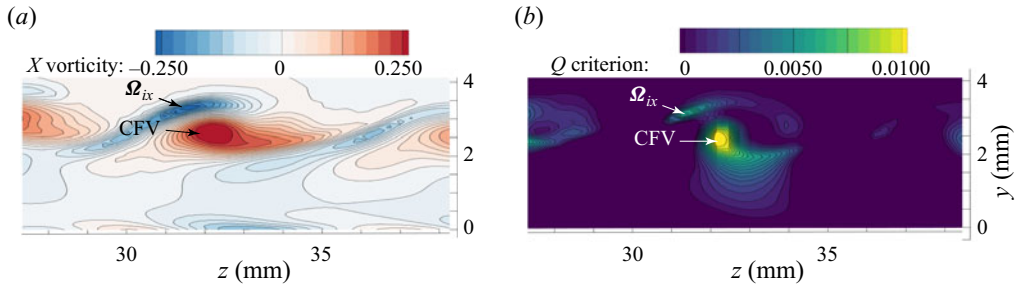 (a)
X vorticity: –0.250 0 0.250
Ω_ix
CFV
4
2
0
y (mm)
30 35
z (mm)
(b)
Q criterion: 0 0.0050 0.0100
Ω_ix
CFV
4
2
0
y (mm)
30 35
z (mm)